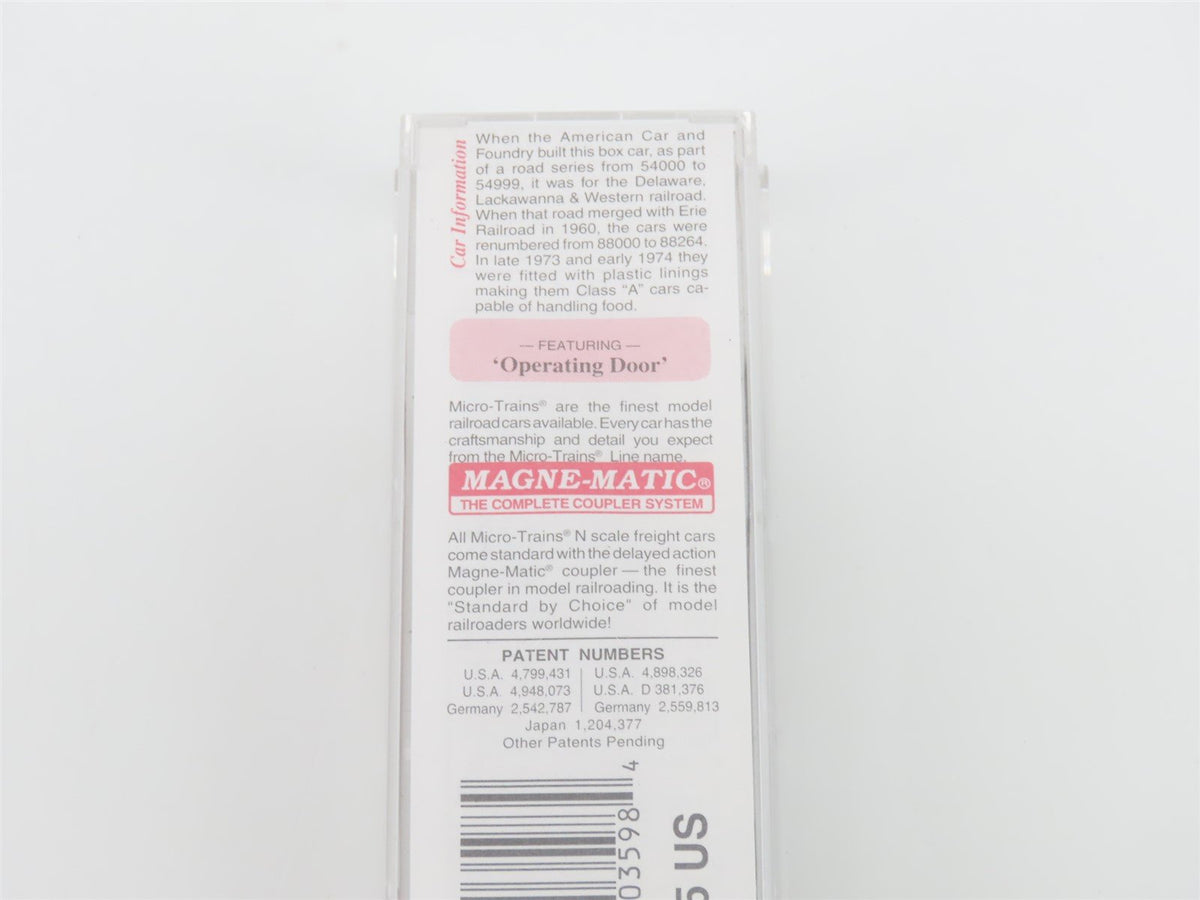 Car Information
When the American Car and
Foundry built this box car, as part
of a road series from 54000 to
54999, it was for the Delaware,
Lackawanna & Western railroad.
When that road merged with Erie
Railroad in 1960, the cars were
renumbered from 88000 to 88264.
In late 1973 and early 1974 they
were fitted with plastic linings
making them Class “A” cars ca-
pable of handling food.
— FEATURING —
‘Operating Door’
Micro-Trains® are the finest model
railroad cars available. Every car has the
craftsmanship and detail you expect
from the Micro-Trains® Line name.
MAGNE-MATIC®
THE COMPLETE COUPLER SYSTEM
All Micro-Trains® N scale freight cars
come standard with the delayed action
Magne-Matic® coupler — the finest
coupler in model railroading. It is the
"Standard by Choice" of model
railroaders worldwide!
PATENT NUMBERS
U.S.A. 4,799,431 | U.S.A. 4,898,326
U.S.A. 4,948,073 | U.S.A. D 381,376
Germany 2,542,787 | Germany 2,559,813
Japan 1,204,377
Other Patents Pending
03598 4
5 US